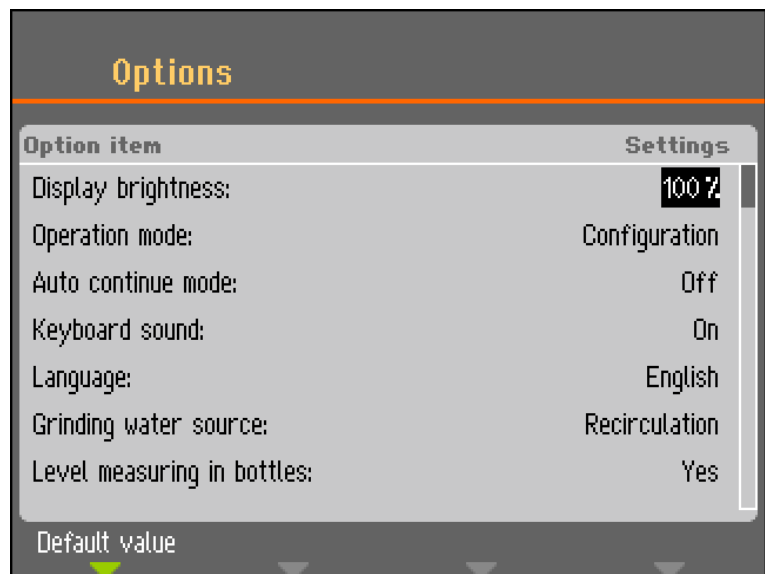 Options
Option item Settings
Display brightness: 100 %
Operation mode: Configuration
Auto continue mode: Off
Keyboard sound: On
Language: English
Grinding water source: Recirculation
Level measuring in bottles: Yes
Default value